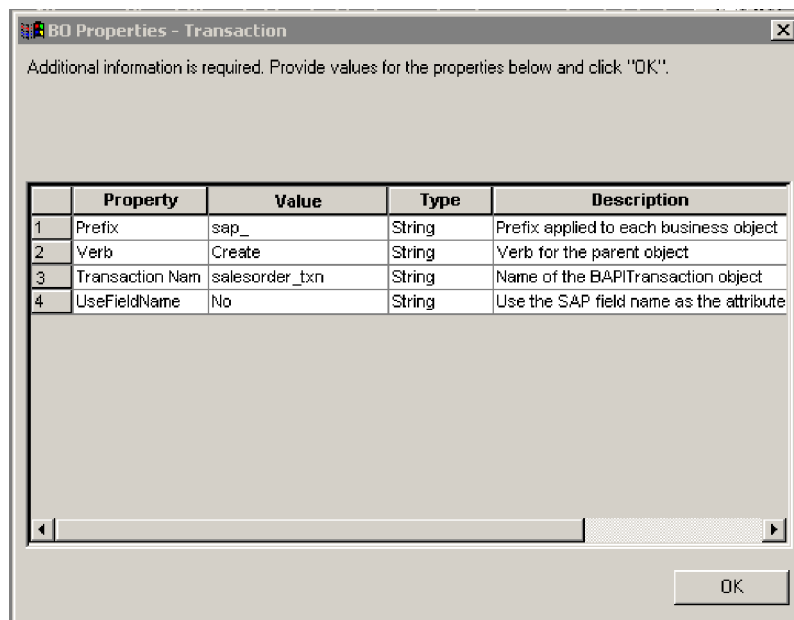 BO Properties - Transaction
Additional information is required. Provide values for the properties below and click "OK".
Property Value Type Description
1 Prefix sap_ String Prefix applied to each business object
2 Verb Create String Verb for the parent object
3 Transaction Nam salesorder_txn String Name of the BAPITransaction object
4 UseFieldName No String Use the SAP field name as the attribute
OK